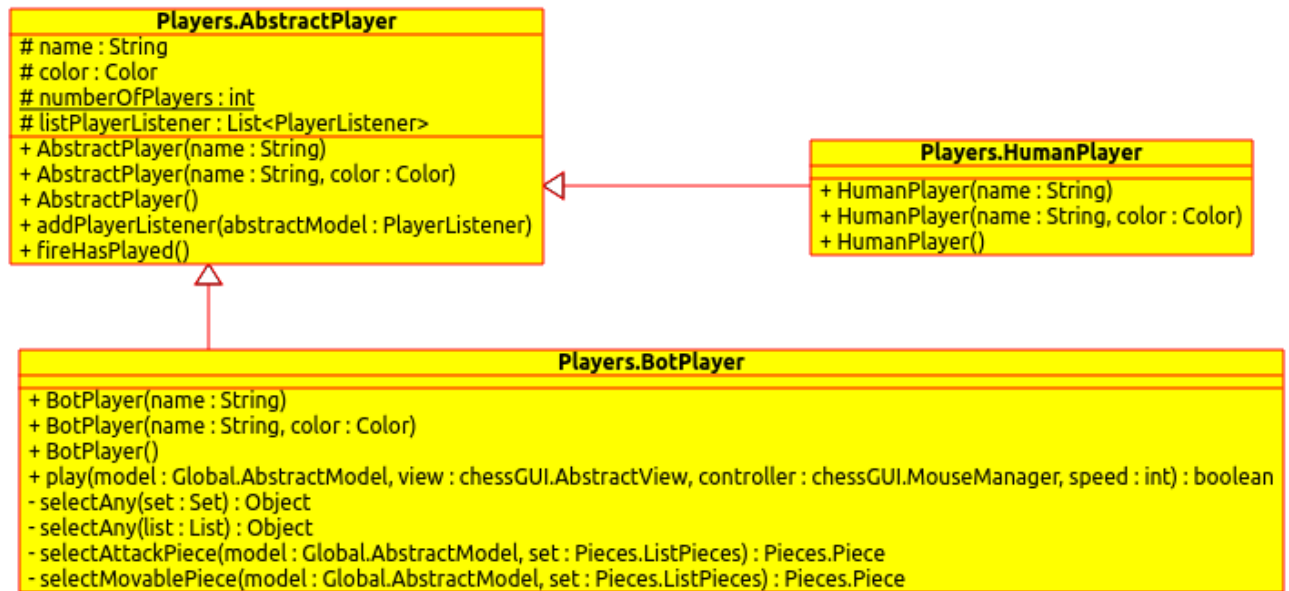 Players.AbstractPlayer
# name : String
# color : Color
# numberOfPlayers : int
# listPlayerListener : List<PlayerListener>
+ AbstractPlayer(name : String)
+ AbstractPlayer(name : String, color : Color)
+ AbstractPlayer()
+ addPlayerListener(abstractModel : PlayerListener)
+ fireHasPlayed()
Players.HumanPlayer
+ HumanPlayer(name : String)
+ HumanPlayer(name : String, color : Color)
+ HumanPlayer()
Players.BotPlayer
+ BotPlayer(name : String)
+ BotPlayer(name : String, color : Color)
+ BotPlayer()
+ play(model : Global.AbstractModel, view : chessGUI.AbstractView, controller : chessGUI.MouseManager, speed : int) : boolean
- selectAny(set : Set) : Object
- selectAny(list : List) : Object
- selectAttackPiece(model : Global.AbstractModel, set : Pieces.ListPieces) : Pieces.Piece
- selectMovablePiece(model : Global.AbstractModel, set : Pieces.ListPieces) : Pieces.Piece